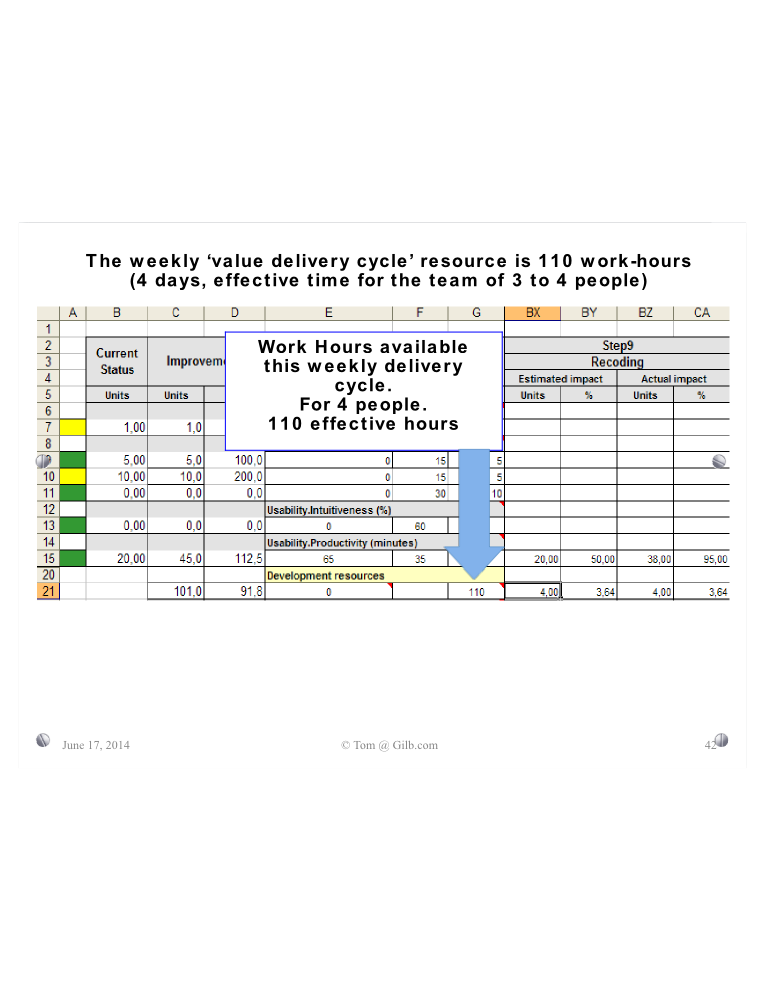 The weekly ‘value delivery cycle’ resource is 110 work-hours
(4 days, effective time for the team of 3 to 4 people)
A B C D E F G BX BY BZ CA
1
2 Step9
3 Current Status Improvem Recoding
4 Estimated impact Actual impact
5 Units Units Units % Units %
Work Hours available
this weekly delivery
cycle.
For 4 people.
110 effective hours
6
7 1,00 1,0
8
5,00 5,0 100,0 0 15 5
10 10,00 10,0 200,0 0 15 5
11 0,00 0,0 0,0 0 30 10
12 Usability.Intuitiveness (%)
13 0,00 0,0 0,0 0 60
14 Usability.Productivity (minutes)
15 20,00 45,0 112,5 65 35 20,00 50,00 38,00 95,00
20 Development resources
21 101,0 91,8 0 110 4,00 3,64 4,00 3,64
June 17, 2014 © Tom @ Gilb.com 42